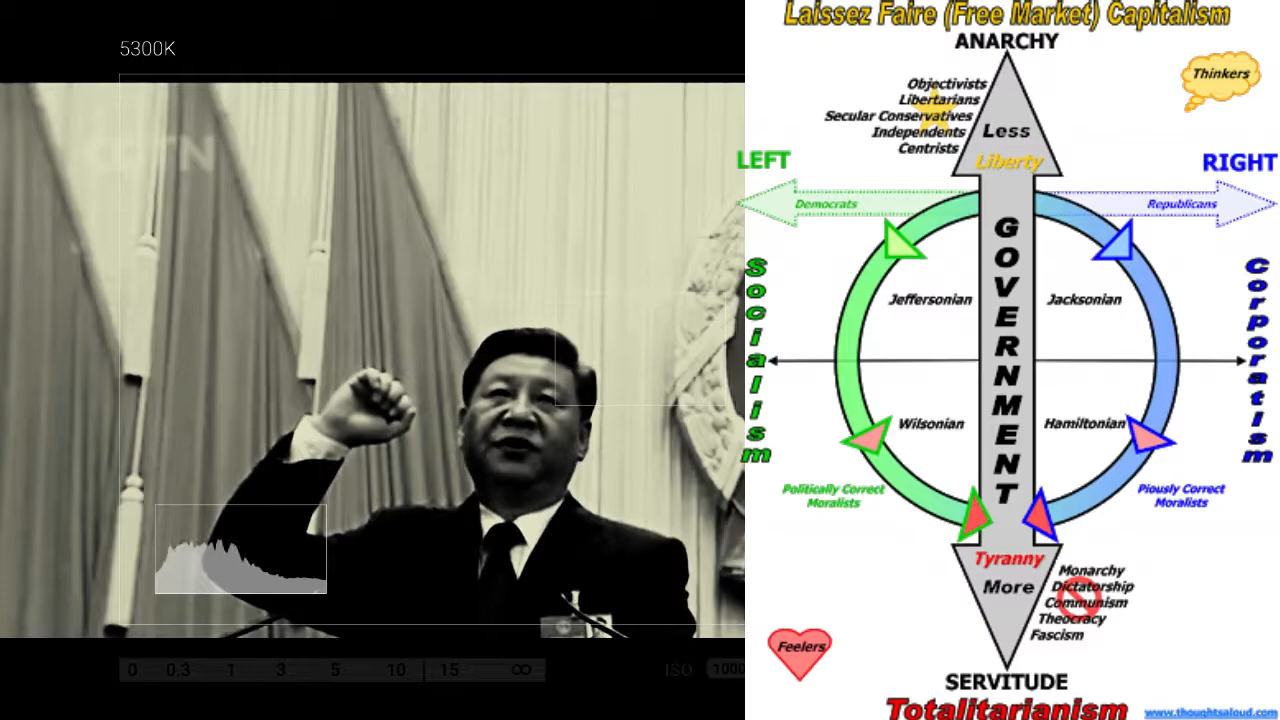 5300K
0 0.3 1 3 5 10 15 ∞
ISO 1000
Laissez Faire (Free Market) Capitalism
ANARCHY
Thinkers
Objectivists
Libertarians
Secular Conservatives
Independents
Centrists
Less
Liberty
LEFT
RIGHT
Democrats
Republicans
GOVERNMENT
Socialism
Corporatism
Jeffersonian
Jacksonian
Wilsonian
Hamiltonian
Politically Correct
Moralists
Piously Correct
Moralists
Tyranny
More
Monarchy
Dictatorship
Communism
Theocracy
Fascism
Feelers
SERVITUDE
Totalitarianism
www.thoughtsaloud.com